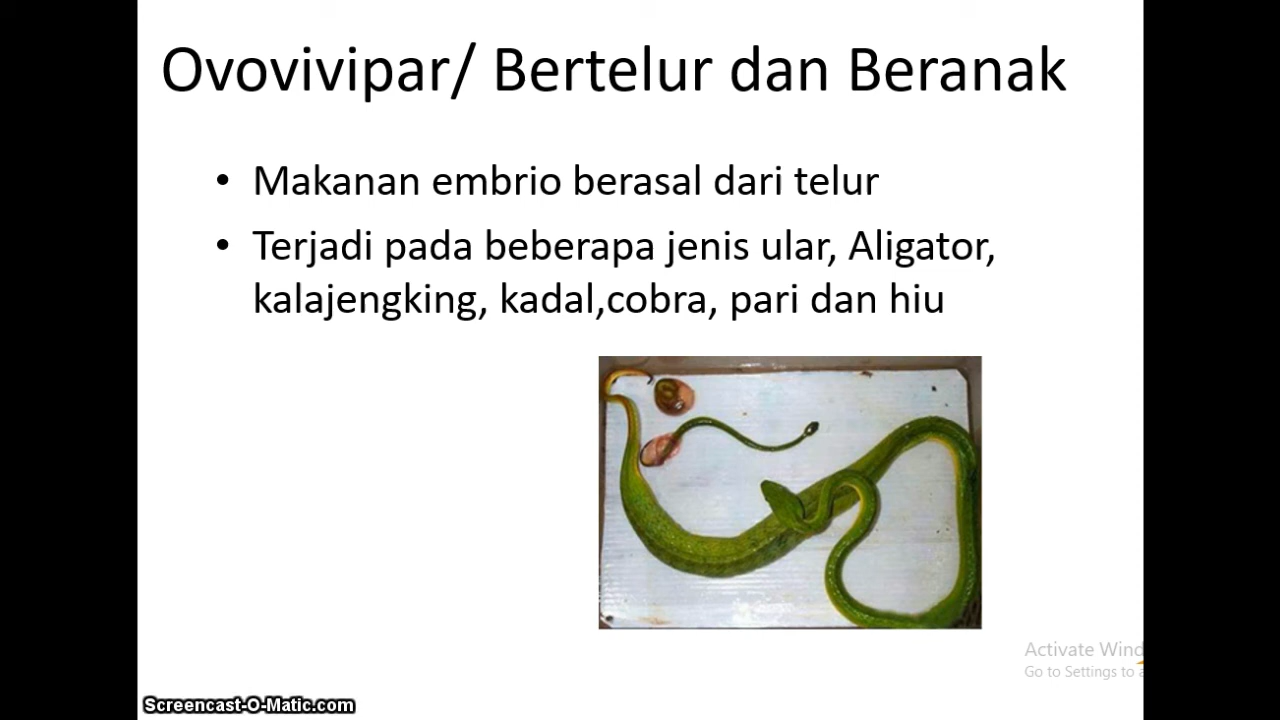 Ovovivipar/ Bertelur dan Beranak
• Makanan embrio berasal dari telur
• Terjadi pada beberapa jenis ular, Aligator,
kalajengking, kadal,cobra, pari dan hiu
Activate Wind
Go to Settings to a
Screencast-O-Matic.com